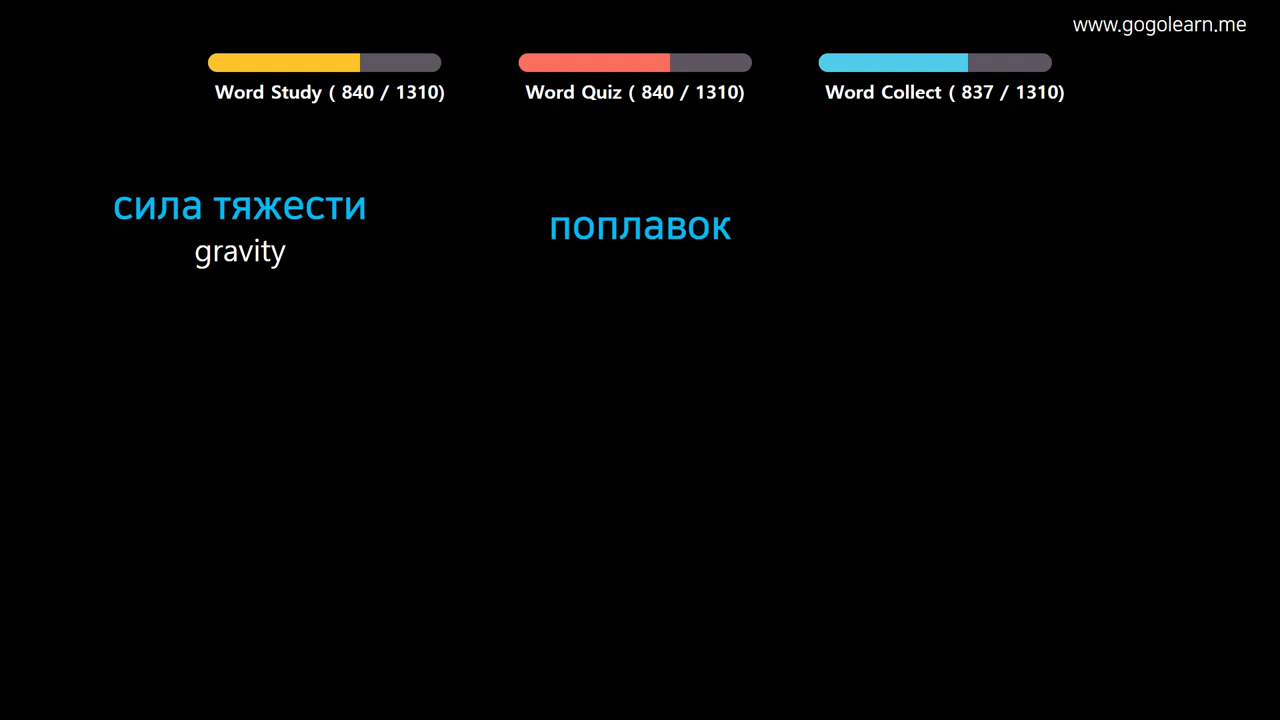 www.gogolearn.me
Word Study ( 840 / 1310)
Word Quiz ( 840 / 1310)
Word Collect ( 837 / 1310)
сила тяжести
gravity
поплавок